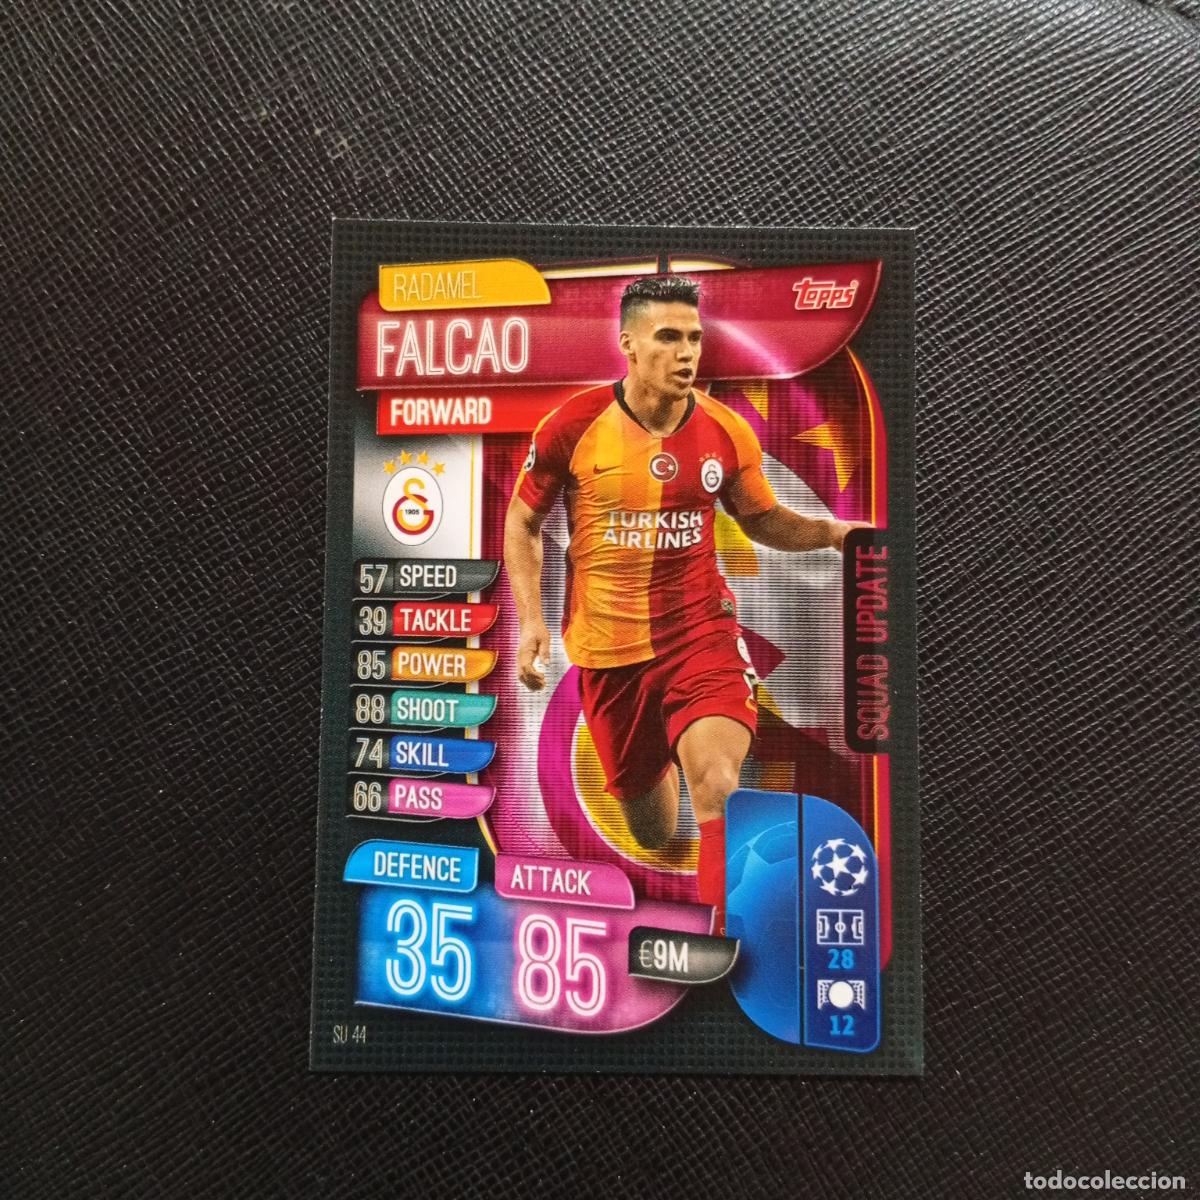 RADAMEL
FALCAO
FORWARD
Topps
1905
TURKISH
AIRLINES
57 SPEED
39 TACKLE
85 POWER
88 SHOOT
74 SKILL
66 PASS
SQUAD UPDATE
DEFENCE
35
ATTACK
85
€9M
28
12
SU 44
todocoleccion